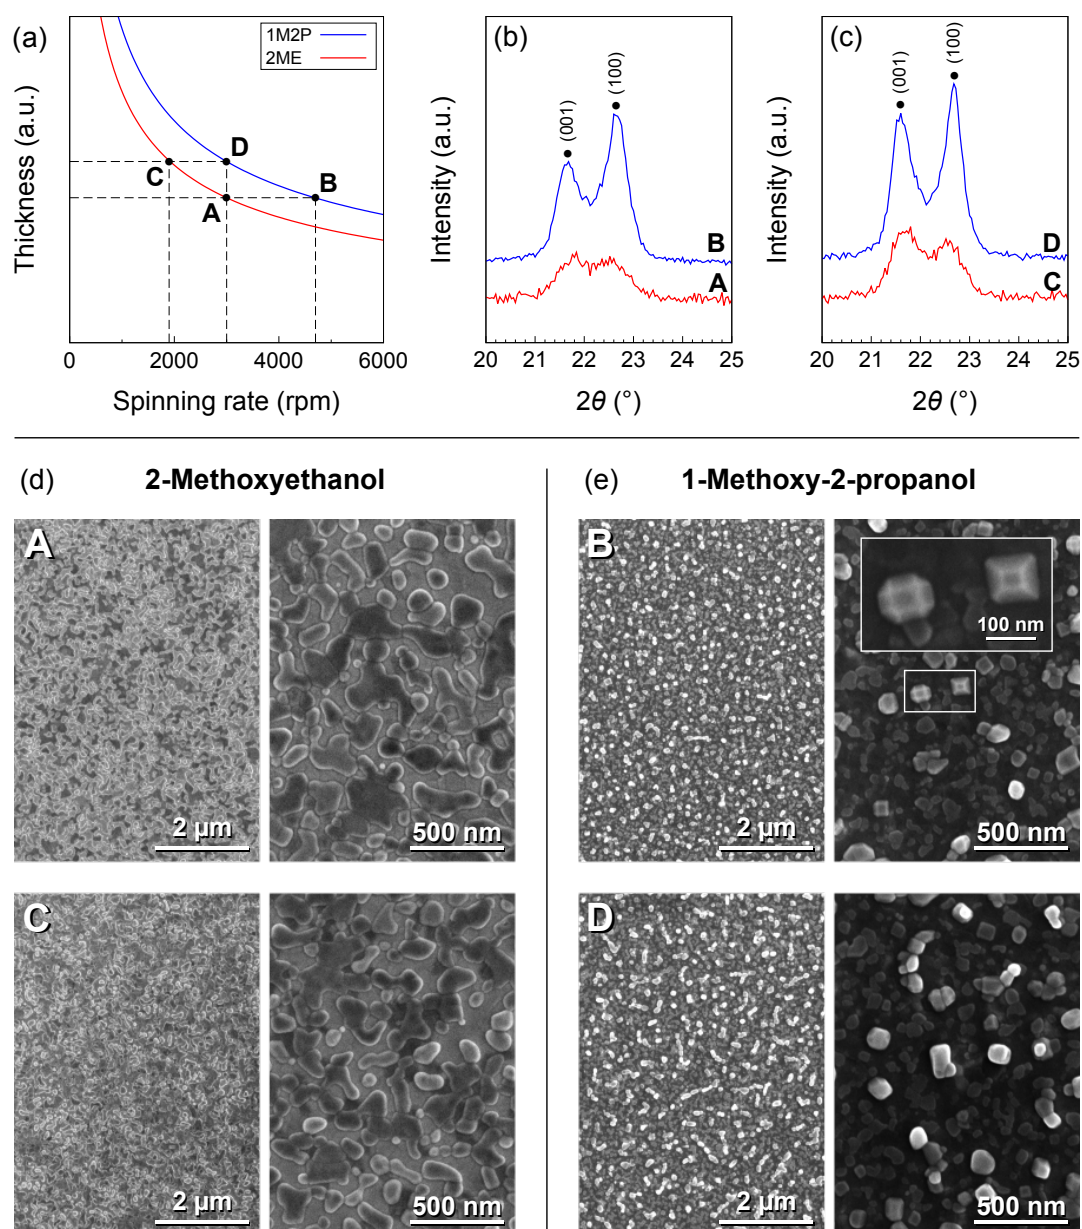 (a)
1M2P
2ME
Thickness (a.u.)
D
C
B
A
0
2000
4000
6000
Spinning rate (rpm)
(b)
(001)
(100)
Intensity (a.u.)
B
A
20
21
22
23
24
25
2θ (°)
(c)
(001)
(100)
Intensity (a.u.)
D
C
20
21
22
23
24
25
2θ (°)
(d)
2-Methoxyethanol
A
2 µm
500 nm
C
2 µm
500 nm
(e)
1-Methoxy-2-propanol
B
2 µm
100 nm
500 nm
D
2 µm
500 nm